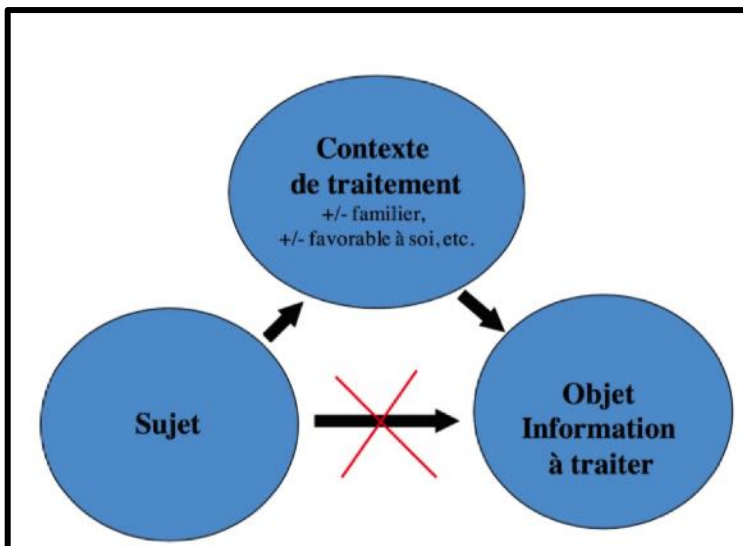 Contexte
de traitement
+/- familier,
+/- favorable à soi, etc.
Sujet
Objet
Information
à traiter